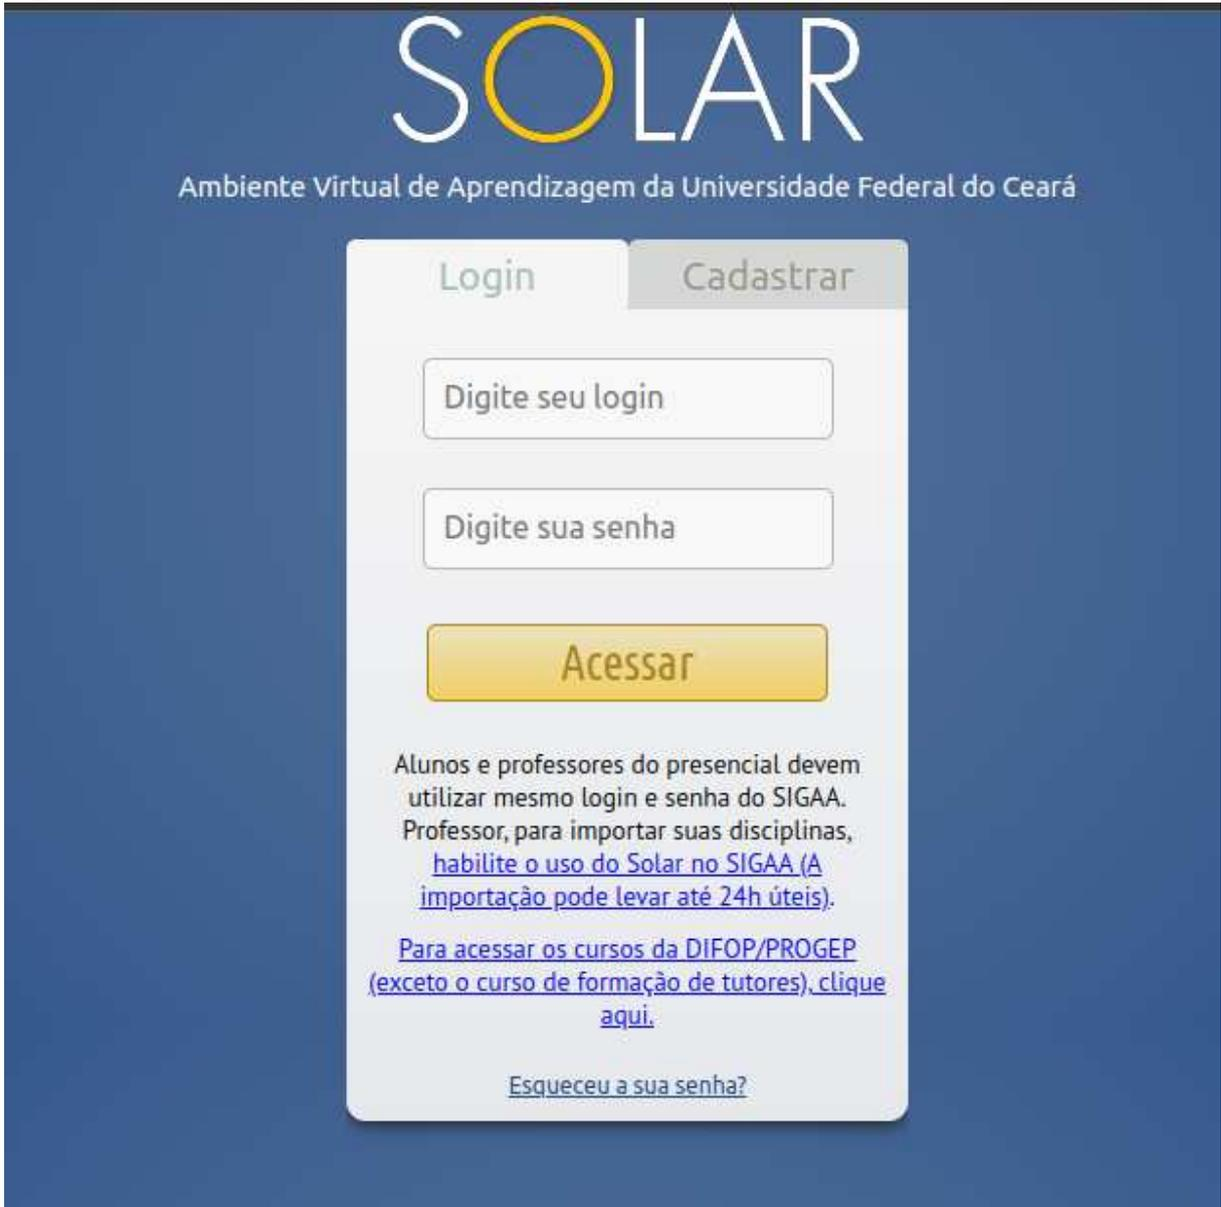 SOLAR
Ambiente Virtual de Aprendizagem da Universidade Federal do Ceará
Login
Cadastrar
Digite seu login
Digite sua senha
Acessar
Alunos e professores do presencial devem
utilizar mesmo login e senha do SIGAA.
Professor, para importar suas disciplinas,
habilite o uso do Solar no SIGAA (A
importação pode levar até 24h úteis).
Para acessar os cursos da DIFOP/PROGEP
(exceto o curso de formação de tutores), clique
aqui.
Esqueceu a sua senha?